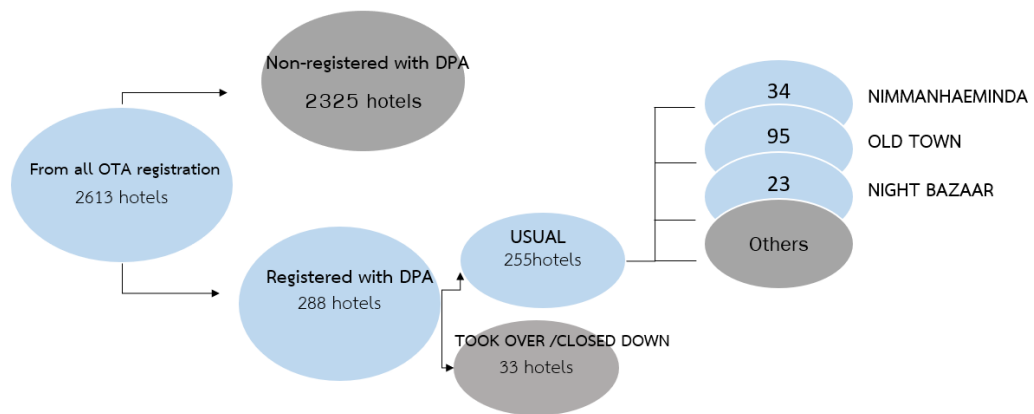 Non-registered with DPA
2325 hotels
From all OTA registration
2613 hotels
Registered with DPA
288 hotels
USUAL
255hotels
TOOK OVER /CLOSED DOWN
33 hotels
34
NIMMANHAEMINDA
95
OLD TOWN
23
NIGHT BAZAAR
Others